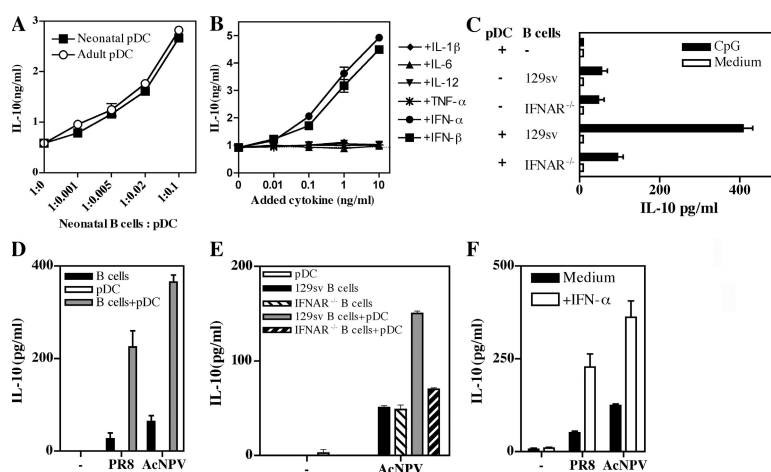 A
Neonatal pDC
Adult pDC
IL-10(ng/ml)
3
2
1
0
1:0
1:0.001
1:0.005
1:0.02
1:0.1
Neonatal B cells : pDC
B
IL-10(ng/ml)
5
4
3
2
1
0
0 0.01 0.1 1 10
Added cytokine (ng/ml)
+IL-1β
+IL-6
+IL-12
+TNF-α
+IFN-α
+IFN-β
C
pDC B cells
+ -
- 129sv
- IFNAR-/-
+ 129sv
+ IFNAR-/-
CpG
Medium
0 200 400
IL-10 pg/ml
D
IL-10 (pg/ml)
400
200
0
B cells
pDC
B cells+pDC
- PR8 AcNPV
E
IL-10 (pg/ml)
200
100
0
pDC
129sv B cells
IFNAR-/- B cells
129sv B cells+pDC
IFNAR-/- B cells+pDC
- AcNPV
F
IL-10 (pg/ml)
500
250
0
Medium
+IFN-α
- PR8 AcNPV